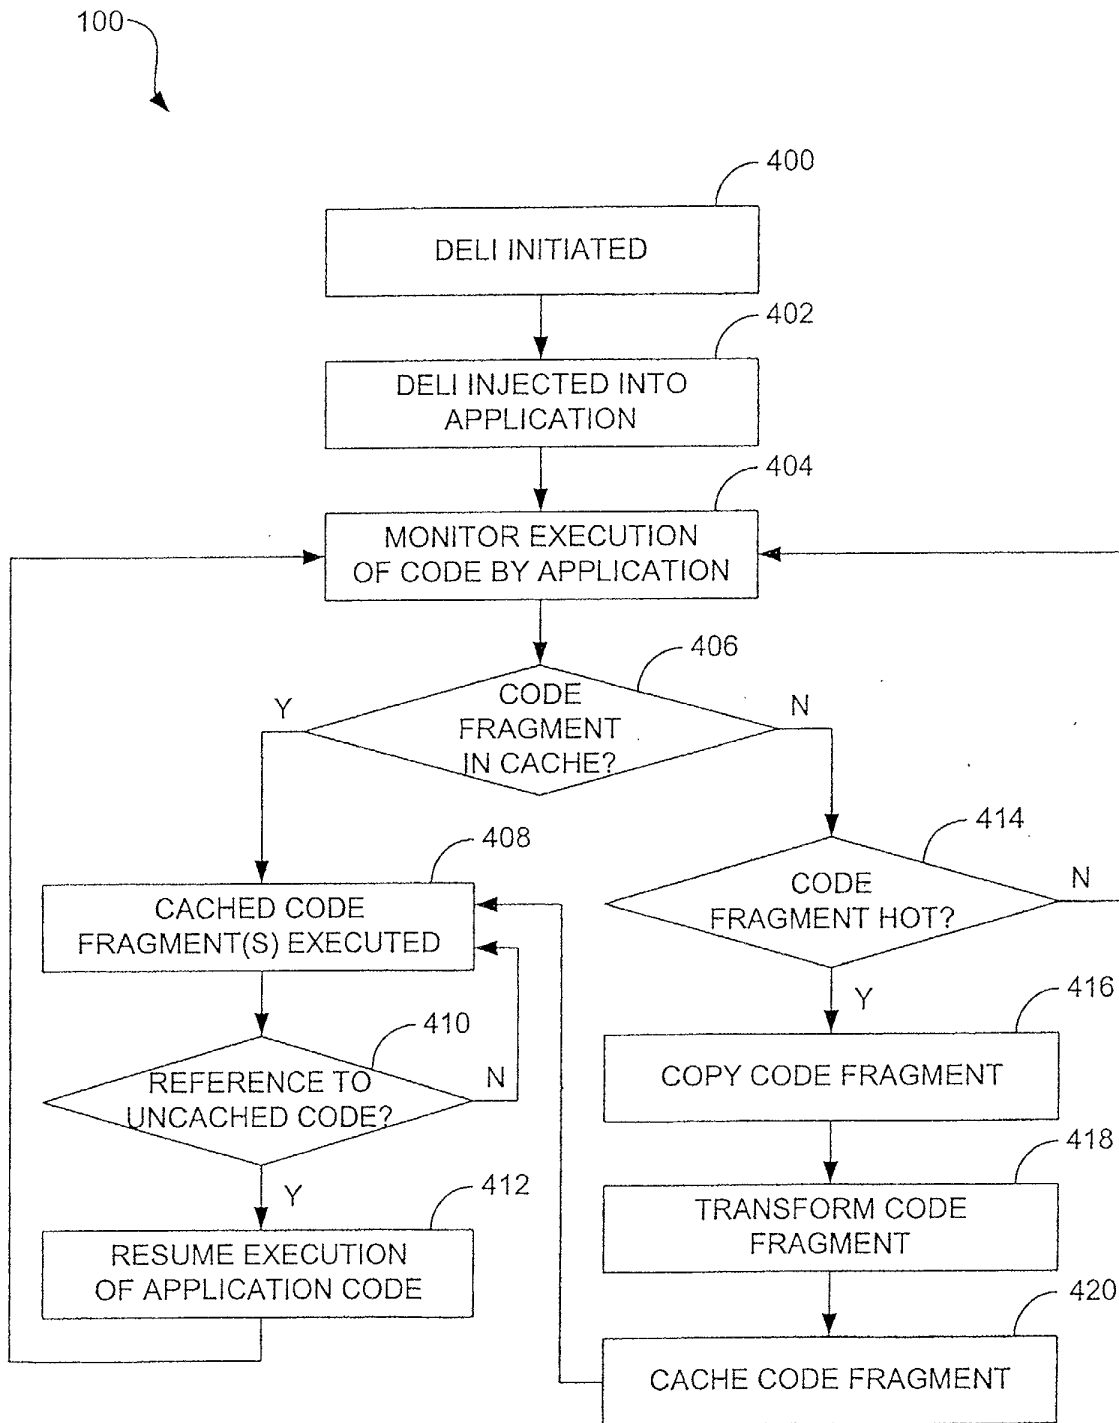 100
400
DELI INITIATED
402
DELI INJECTED INTO
APPLICATION
404
MONITOR EXECUTION
OF CODE BY APPLICATION
406
Y
CODE
FRAGMENT
IN CACHE?
N
408
CACHED CODE
FRAGMENT(S) EXECUTED
414
CODE
FRAGMENT HOT?
N
Y
410
REFERENCE TO
UNCACHED CODE?
N
Y
416
COPY CODE FRAGMENT
412
RESUME EXECUTION
OF APPLICATION CODE
418
TRANSFORM CODE
FRAGMENT
420
CACHE CODE FRAGMENT